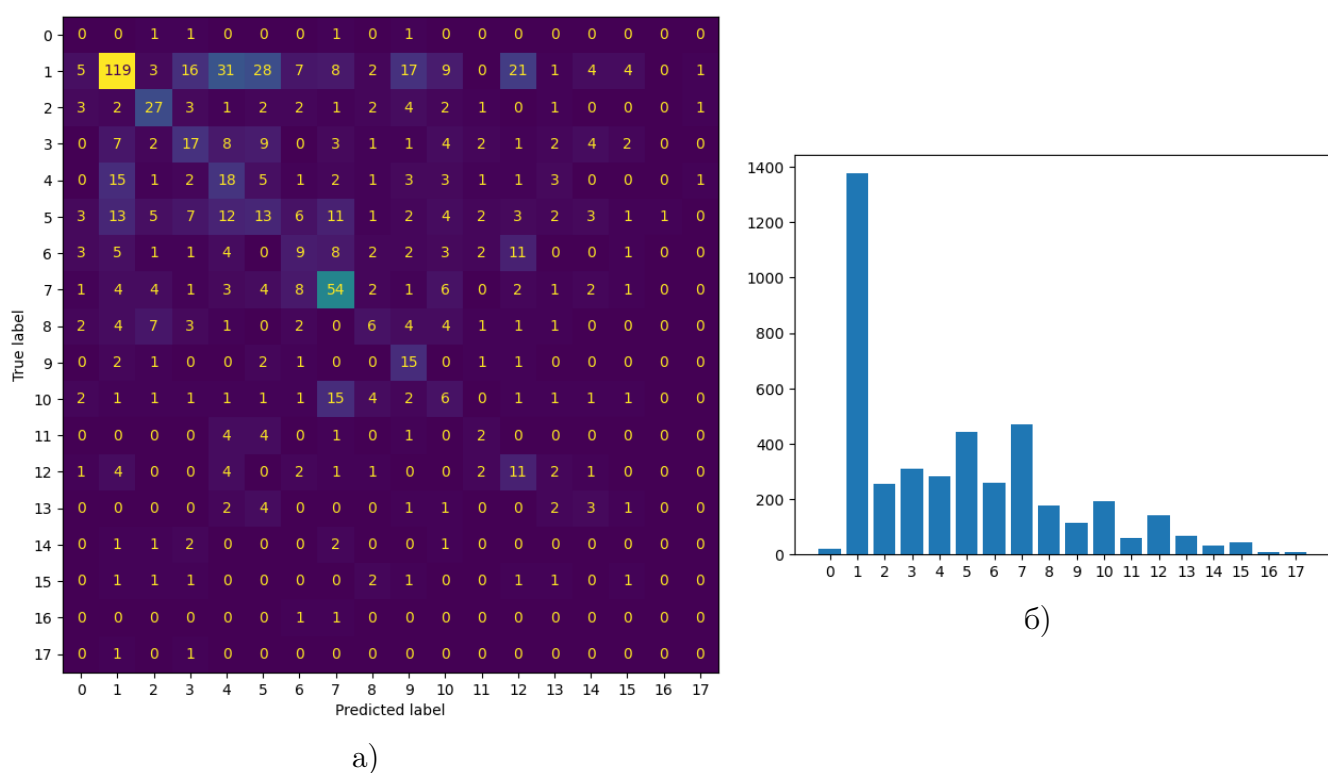 0 0 0 1 1 0 0 0 1 0 1 0 0 0 0 0 0 0 0
1 5 119 3 16 31 28 7 8 2 17 9 0 21 1 4 4 0 1
2 3 2 27 3 1 2 2 1 2 4 2 1 0 1 0 0 0 1
3 0 7 2 17 8 9 0 3 1 1 4 2 1 2 4 2 0 0
4 0 15 1 2 18 5 1 2 1 3 3 1 1 3 0 0 0 1
5 3 13 5 7 12 13 6 11 1 2 4 2 3 2 3 1 1 0
6 3 5 1 1 4 0 9 8 2 2 3 2 11 0 0 1 0 0
7 1 4 4 1 3 4 8 54 2 1 6 0 2 1 2 1 0 0
8 2 4 7 3 1 0 2 0 6 4 4 1 1 1 0 0 0 0
True label
9 0 2 1 0 0 2 1 0 0 15 0 1 1 0 0 0 0 0
10 2 1 1 1 1 1 1 15 4 2 6 0 1 1 1 1 0 0
11 0 0 0 0 4 4 0 1 0 1 0 2 0 0 0 0 0 0
12 1 4 0 0 4 0 2 1 1 0 0 2 11 2 1 0 0 0
13 0 0 0 0 2 4 0 0 0 1 1 0 0 2 3 1 0 0
14 0 1 1 2 0 0 0 2 0 0 1 0 0 0 0 0 0 0
15 0 1 1 1 0 0 0 0 2 1 0 0 1 1 0 1 0 0
16 0 0 0 0 0 0 1 1 0 0 0 0 0 0 0 0 0 0
17 0 1 0 1 0 0 0 0 0 0 0 0 0 0 0 0 0 0
0 1 2 3 4 5 6 7 8 9 10 11 12 13 14 15 16 17
Predicted label
а)
1400
1200
1000
800
600
400
200
0
0 1 2 3 4 5 6 7 8 9 10 11 12 13 14 15 16 17
б)